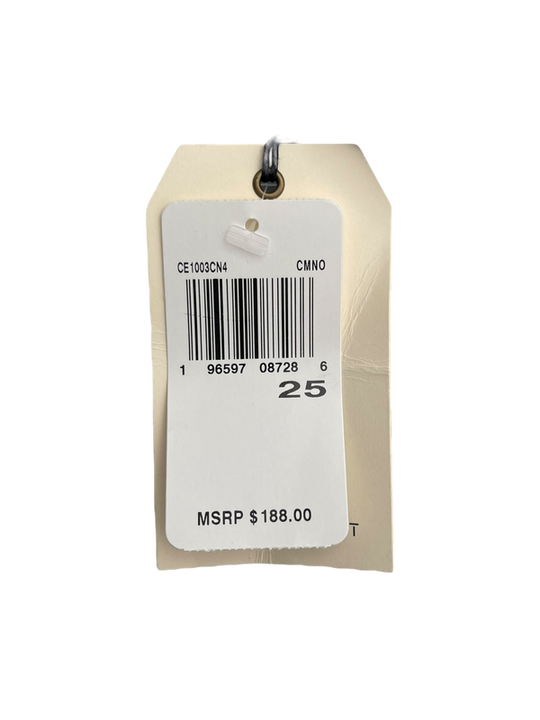 CE1003CN4 CMNO
1 96597 08728 6
25
MSRP $188.00